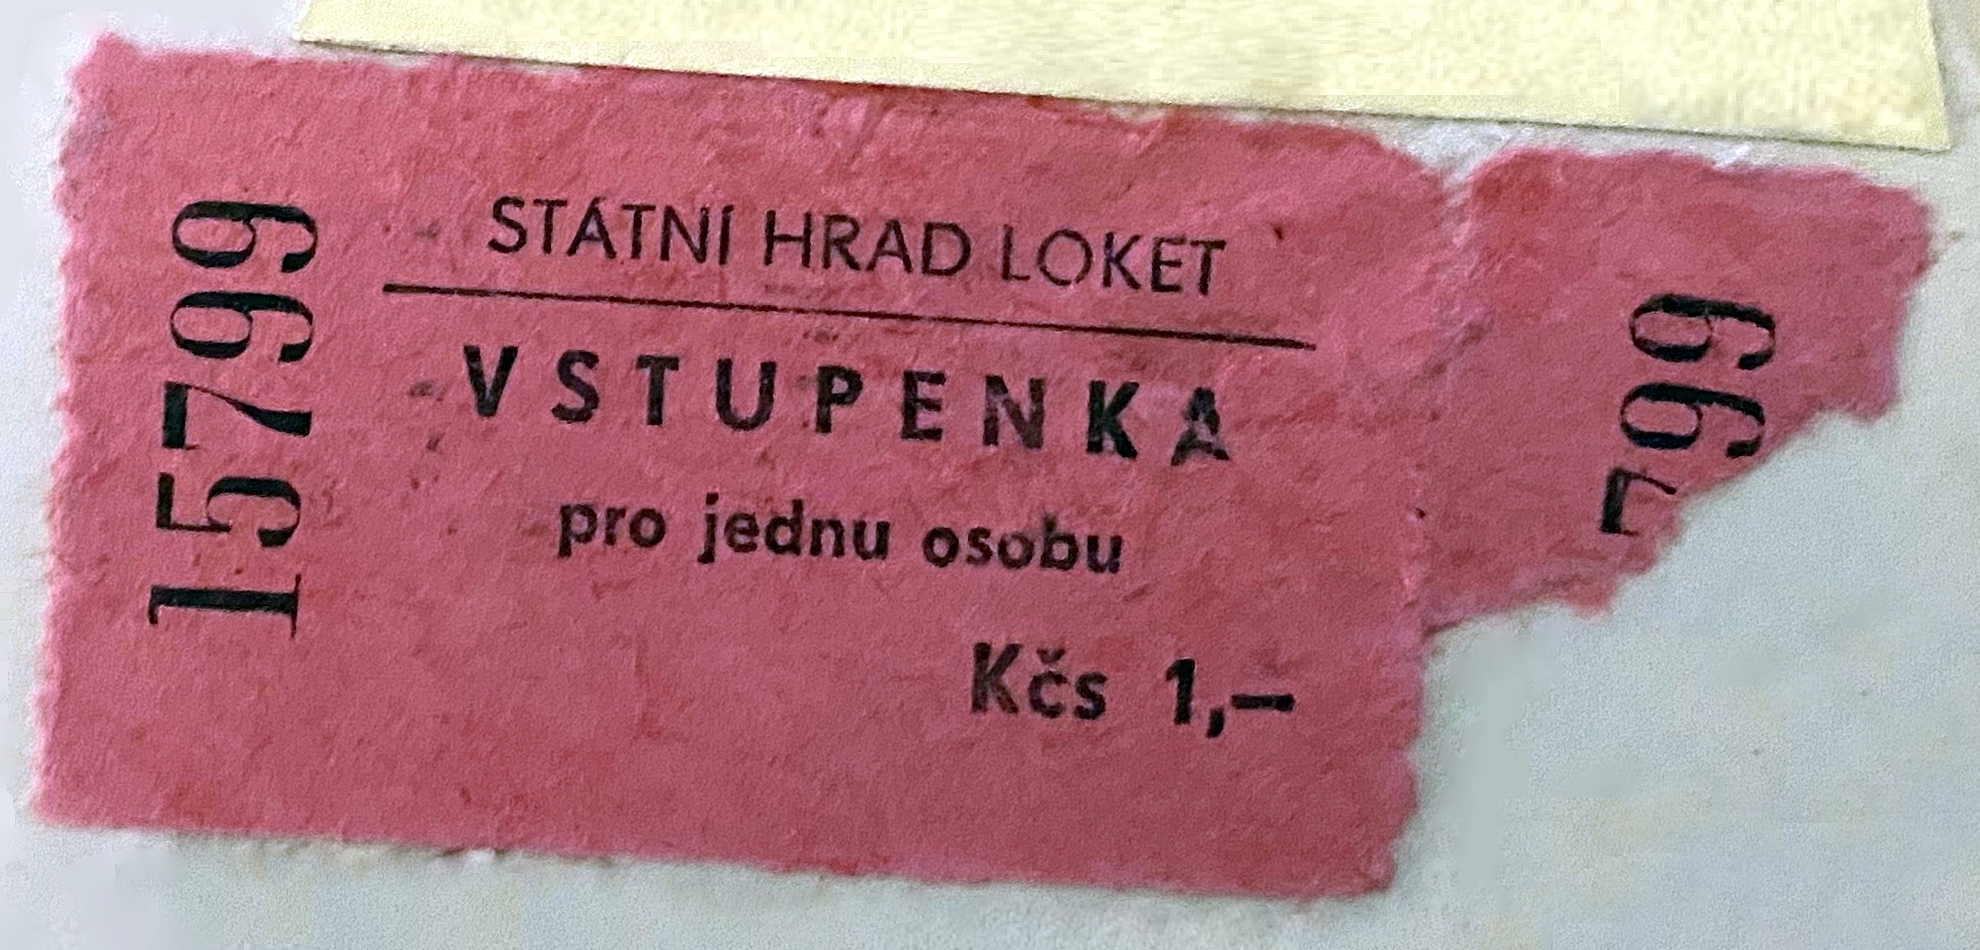 15799
STÁTNÍ HRAD LOKET
VSTUPENKA
pro jednu osobu
Kčs 1,–
799